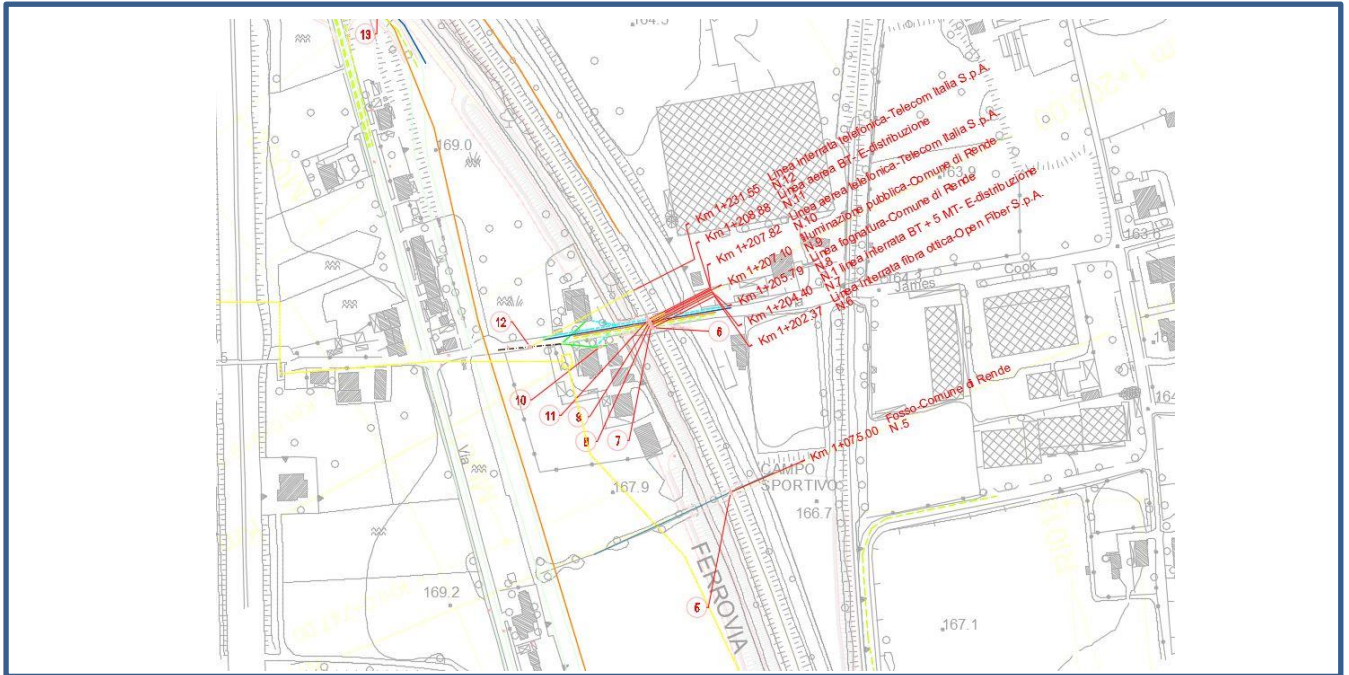 164.5
13
169.0
Km 1+231.55 Linea interrata telefonica-Telecom Italia S.p.A.
N.12
Km 1+208.88 Linea aerea BT- E-distribuzione
N.11
Km 1+207.82 Linea aerea telefonica-Telecom Italia S.p.A.
N.10
Km 1+207.10 Illuminazione pubblica-Comune di Rende
N.9
Km 1+205.79 Linea fognatura-Comune di Rende
N.8
Km 1+204.40 N.1 linea interrata BT + 5 MT- E-distribuzione
N.7
Km 1+202.37 Linea interrata fibra ottica-Open Fiber S.p.A.
N.6
163.9
163.6
164.3
James
Cook
12
6
10
11
9
8
7
Km 1+075.00 Fosso-Comune di Rende
N.5
CAMPO
SPORTIVO
166.7
Via
167.9
FERROVIA
169.2
167.1